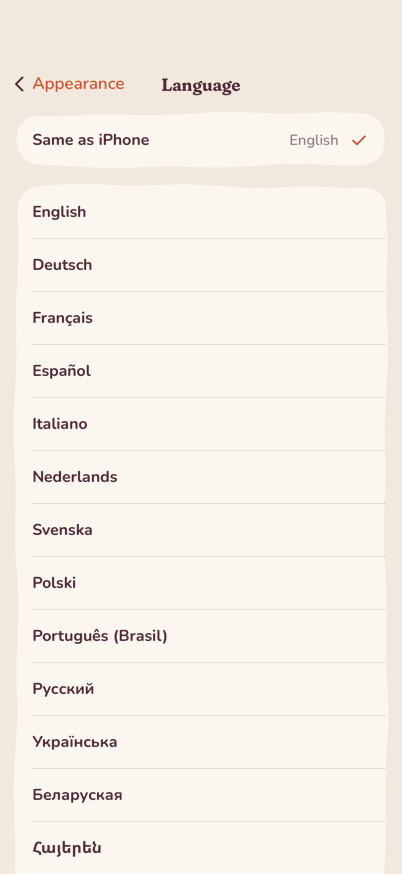 Appearance
Language
Same as iPhone English
English
Deutsch
Français
Español
Italiano
Nederlands
Svenska
Polski
Português (Brasil)
Русский
Українська
Беларуская
Հայերեն